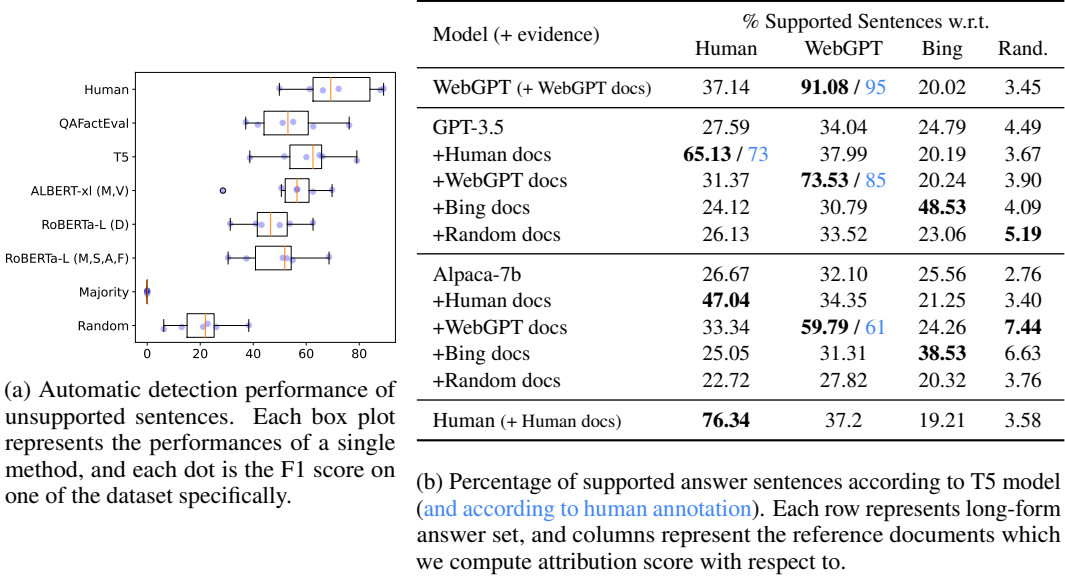 Human
QAFactEval
T5
ALBERT-xl (M,V)
RoBERTa-L (D)
RoBERTa-L (M,S,A,F)
Majority
Random
0 20 40 60 80
(a) Automatic detection performance of
unsupported sentences. Each box plot
represents the performances of a single
method, and each dot is the F1 score on
one of the dataset specifically.
Model (+ evidence) % Supported Sentences w.r.t.
Human WebGPT Bing Rand.
WebGPT (+ WebGPT docs) 37.14 91.08 / 95 20.02 3.45
GPT-3.5 27.59 34.04 24.79 4.49
+Human docs 65.13 / 73 37.99 20.19 3.67
+WebGPT docs 31.37 73.53 / 85 20.24 3.90
+Bing docs 24.12 30.79 48.53 4.09
+Random docs 26.13 33.52 23.06 5.19
Alpaca-7b 26.67 32.10 25.56 2.76
+Human docs 47.04 34.35 21.25 3.40
+WebGPT docs 33.34 59.79 / 61 24.26 7.44
+Bing docs 25.05 31.31 38.53 6.63
+Random docs 22.72 27.82 20.32 3.76
Human (+ Human docs) 76.34 37.2 19.21 3.58
(b) Percentage of supported answer sentences according to T5 model
(and according to human annotation). Each row represents long-form
answer set, and columns represent the reference documents which
we compute attribution score with respect to.